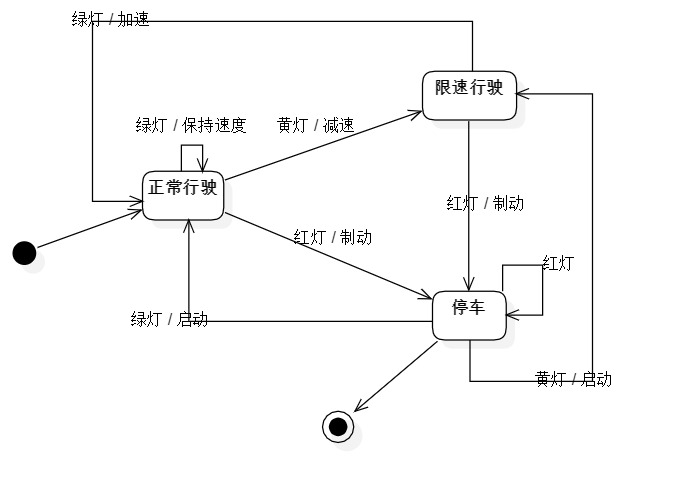 绿灯 / 加速
限速行驶
绿灯 / 保持速度
黄灯 / 减速
正常行驶
红灯 / 制动
红灯 / 制动
红灯
停车
绿灯 / 启动
黄灯 / 启动